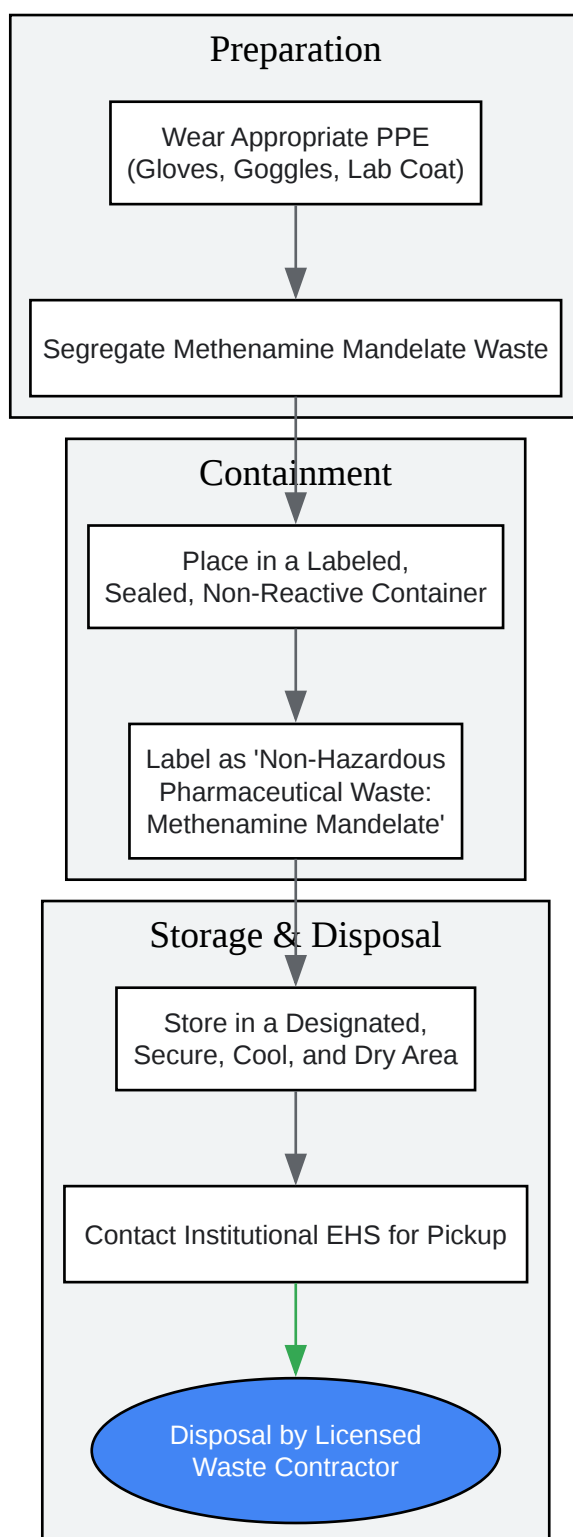 Preparation
Wear Appropriate PPE
(Gloves, Goggles, Lab Coat)
Segregate Methenamine Mandelate Waste
Containment
Place in a Labeled,
Sealed, Non-Reactive Container
Label as 'Non-Hazardous
Pharmaceutical Waste:
Methenamine Mandelate'
Storage & Disposal
Store in a Designated,
Secure, Cool, and Dry Area
Contact Institutional EHS for Pickup
Disposal by Licensed
Waste Contractor